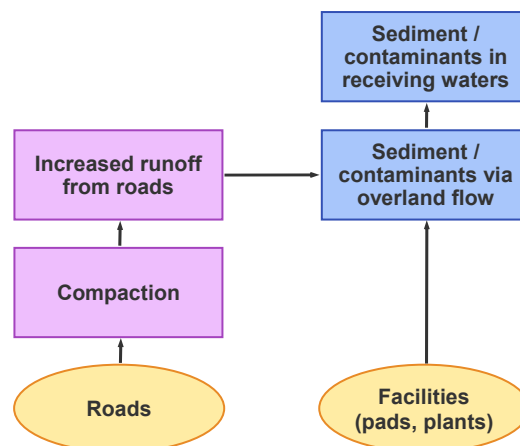 Sediment /
contaminants in
receiving waters
Increased runoff
from roads
Sediment /
contaminants via
overland flow
Compaction
Roads
Facilities
(pads, plants)